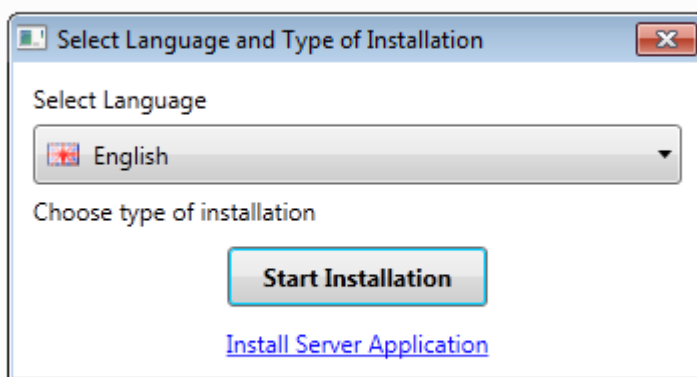 Select Language and Type of Installation
Select Language
English
Choose type of installation
Start Installation
Install Server Application